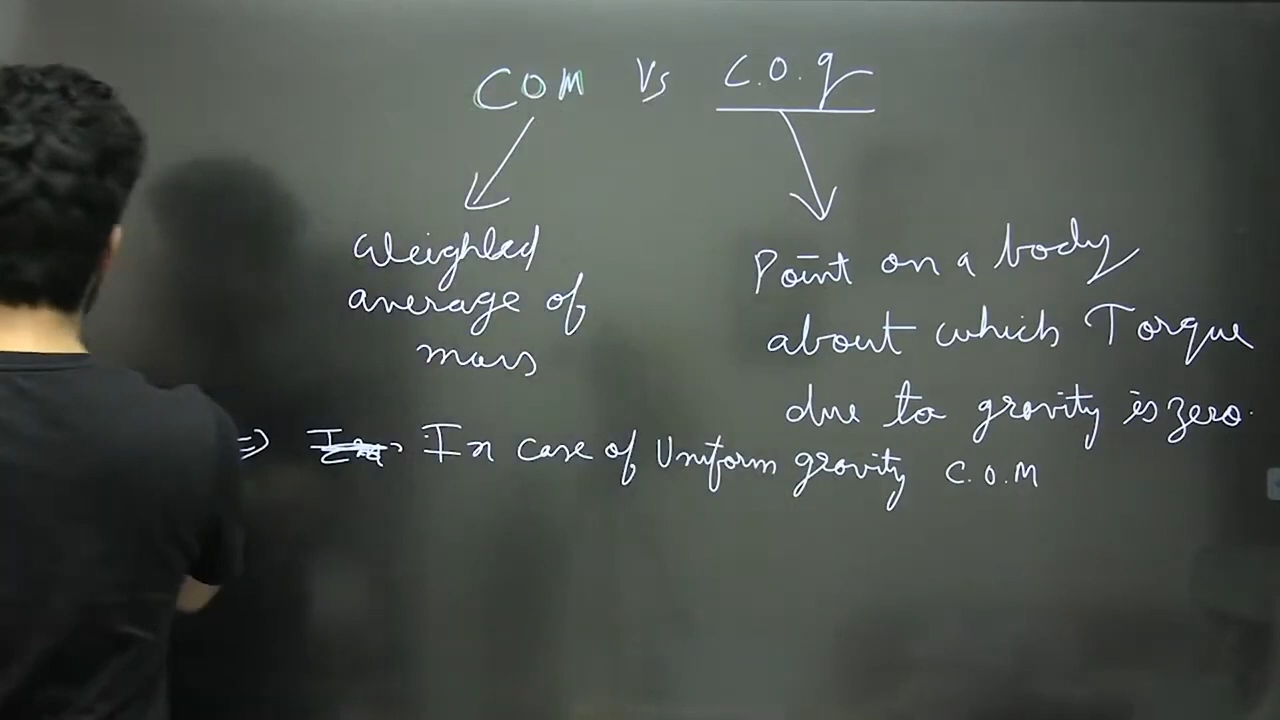 COM Vs C.O.g
Weighted
average of
mass
Point on a body
about which Torque
due to gravity is zero.
⇒ In case of Uniform gravity C.O.M